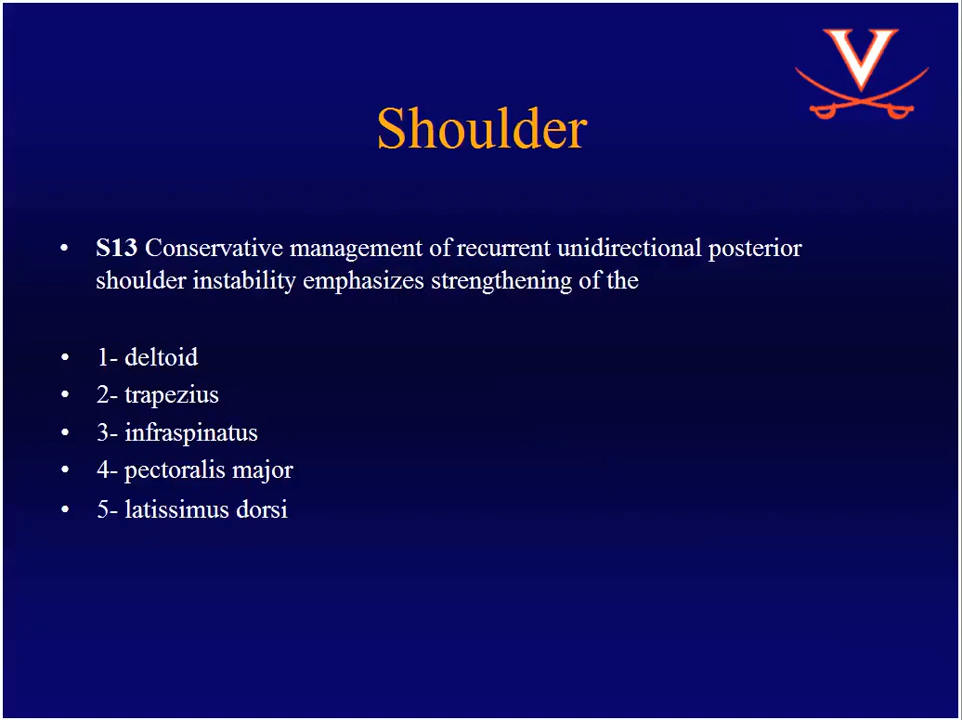 V
Shoulder
• S13 Conservative management of recurrent unidirectional posterior
shoulder instability emphasizes strengthening of the
• 1- deltoid
• 2- trapezius
• 3- infraspinatus
• 4- pectoralis major
• 5- latissimus dorsi